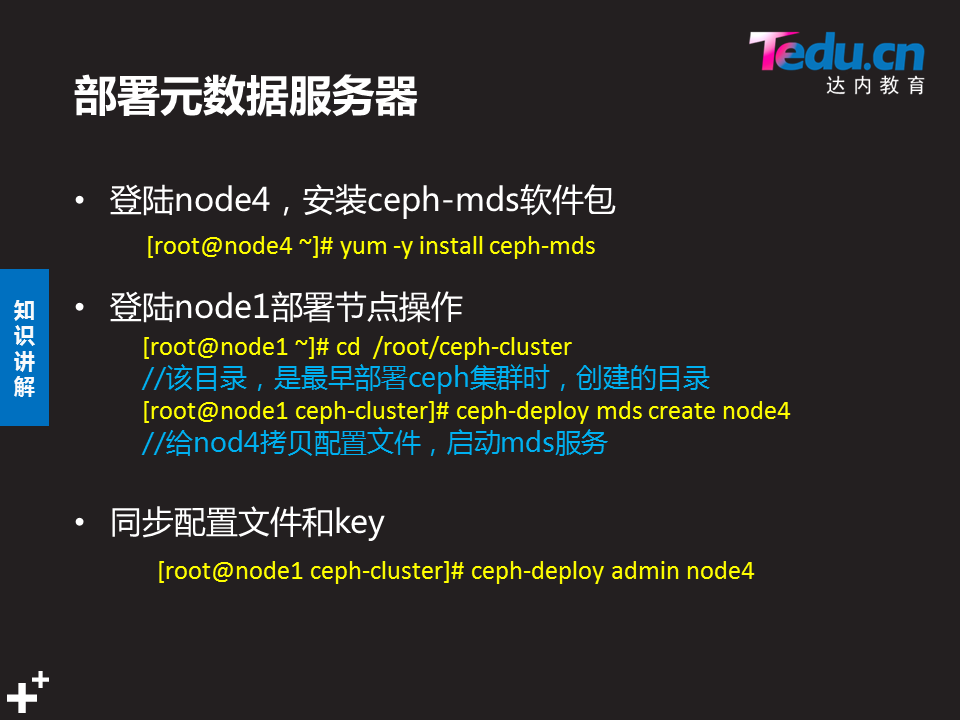 Tedu.cn
达内教育
部署元数据服务器
• 登陆node4，安装ceph-mds软件包
[root@node4 ~]# yum -y install ceph-mds
知识讲解
• 登陆node1部署节点操作
[root@node1 ~]# cd  /root/ceph-cluster
//该目录，是最早部署ceph集群时，创建的目录
[root@node1 ceph-cluster]# ceph-deploy mds create node4
//给nod4拷贝配置文件，启动mds服务
• 同步配置文件和key
[root@node1 ceph-cluster]# ceph-deploy admin node4